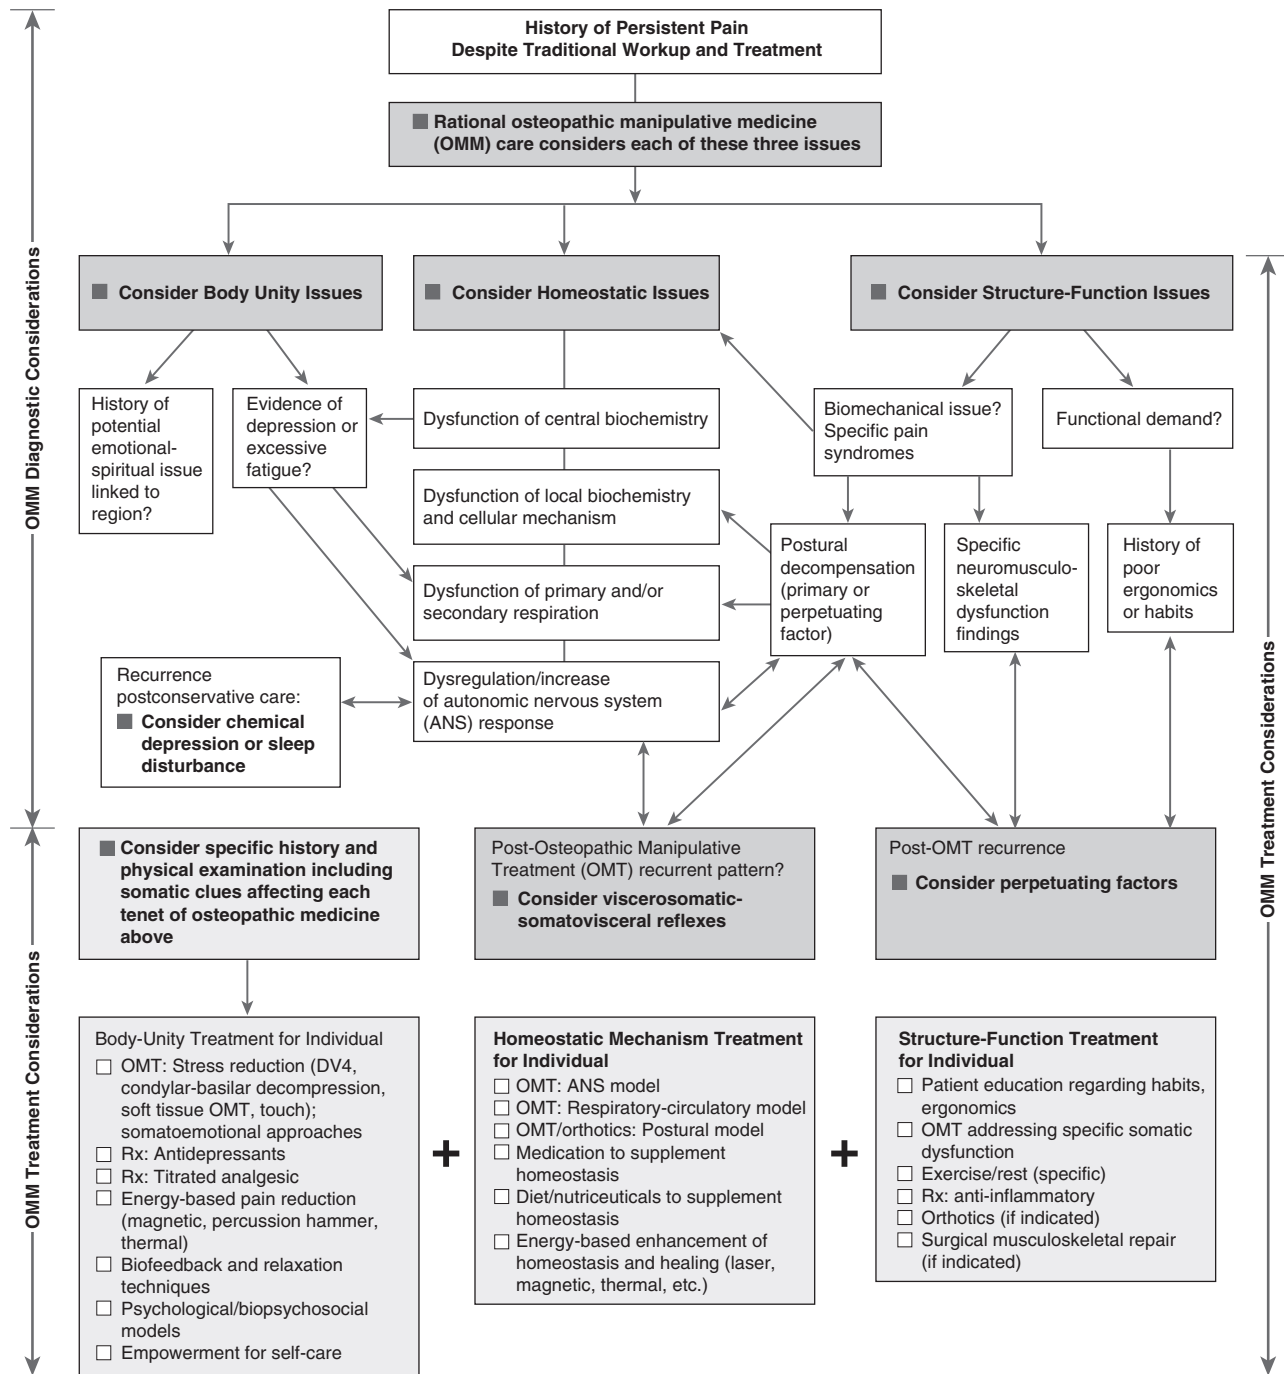 History of Persistent Pain
Despite Traditional Workup and Treatment
■ Rational osteopathic manipulative medicine
(OMM) care considers each of these three issues
OMM Diagnostic Considerations
■ Consider Body Unity Issues
■ Consider Homeostatic Issues
■ Consider Structure-Function Issues
History of
potential
emotional-
spiritual issue
linked to
region?
Evidence of
depression or
excessive
fatigue?
Dysfunction of central biochemistry
Dysfunction of local biochemistry
and cellular mechanism
Dysfunction of primary and/or
secondary respiration
Dysregulation/increase
of autonomic nervous system
(ANS) response
Biomechanical issue?
Specific pain
syndromes
Functional demand?
Postural
decompensation
(primary or
perpetuating
factor)
Specific
neuromusculo-
skeletal
dysfunction
findings
History of
poor
ergonomics
or habits
Recurrence
postconservative care:
■ Consider chemical
depression or sleep
disturbance
OMM Treatment Considerations
OMM Treatment Considerations
■ Consider specific history and
physical examination including
somatic clues affecting each
tenet of osteopathic medicine
above
Post-Osteopathic Manipulative
Treatment (OMT) recurrent pattern?
■ Consider viscerosomatic-
somatovisceral reflexes
Post-OMT recurrence
■ Consider perpetuating factors
Body-Unity Treatment for Individual
□ OMT: Stress reduction (DV4,
condylar-basilar decompression,
soft tissue OMT, touch);
somatoemotional approaches
□ Rx: Antidepressants
□ Rx: Titrated analgesic
□ Energy-based pain reduction
(magnetic, percussion hammer,
thermal)
□ Biofeedback and relaxation
techniques
□ Psychological/biopsychosocial
models
□ Empowerment for self-care
+
Homeostatic Mechanism Treatment
for Individual
□ OMT: ANS model
□ OMT: Respiratory-circulatory model
□ OMT/orthotics: Postural model
□ Medication to supplement
homeostasis
□ Diet/nutriceuticals to supplement
homeostasis
□ Energy-based enhancement of
homeostasis and healing (laser,
magnetic, thermal, etc.)
+
Structure-Function Treatment
for Individual
□ Patient education regarding habits,
ergonomics
□ OMT addressing specific somatic
dysfunction
□ Exercise/rest (specific)
□ Rx: anti-inflammatory
□ Orthotics (if indicated)
□ Surgical musculoskeletal repair
(if indicated)